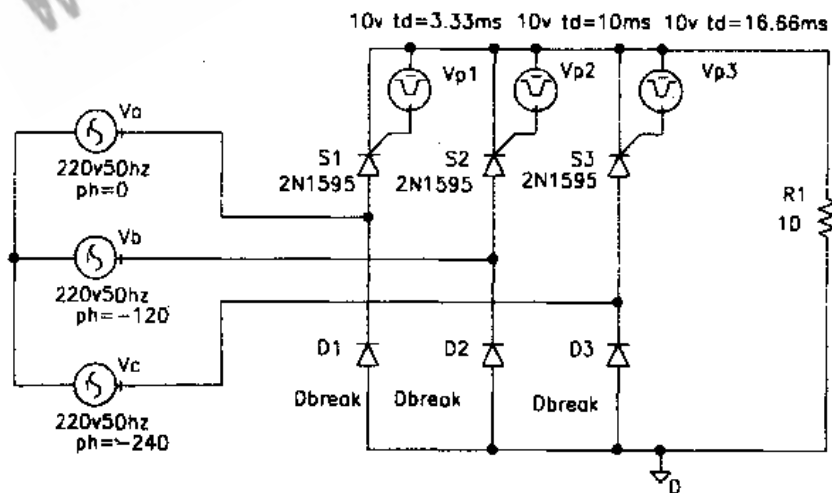 10v td=3.33ms 10v td=10ms 10v td=16.66ms
Vp1
Vp2
Vp3
Va
220v50hz
ph=0
S1
2N1595
S2
2N1595
S3
2N1595
R1
10
Vb
220v50hz
ph=-120
D1
Dbreak
D2
Dbreak
D3
Dbreak
Vc
220v50hz
ph=-240
0